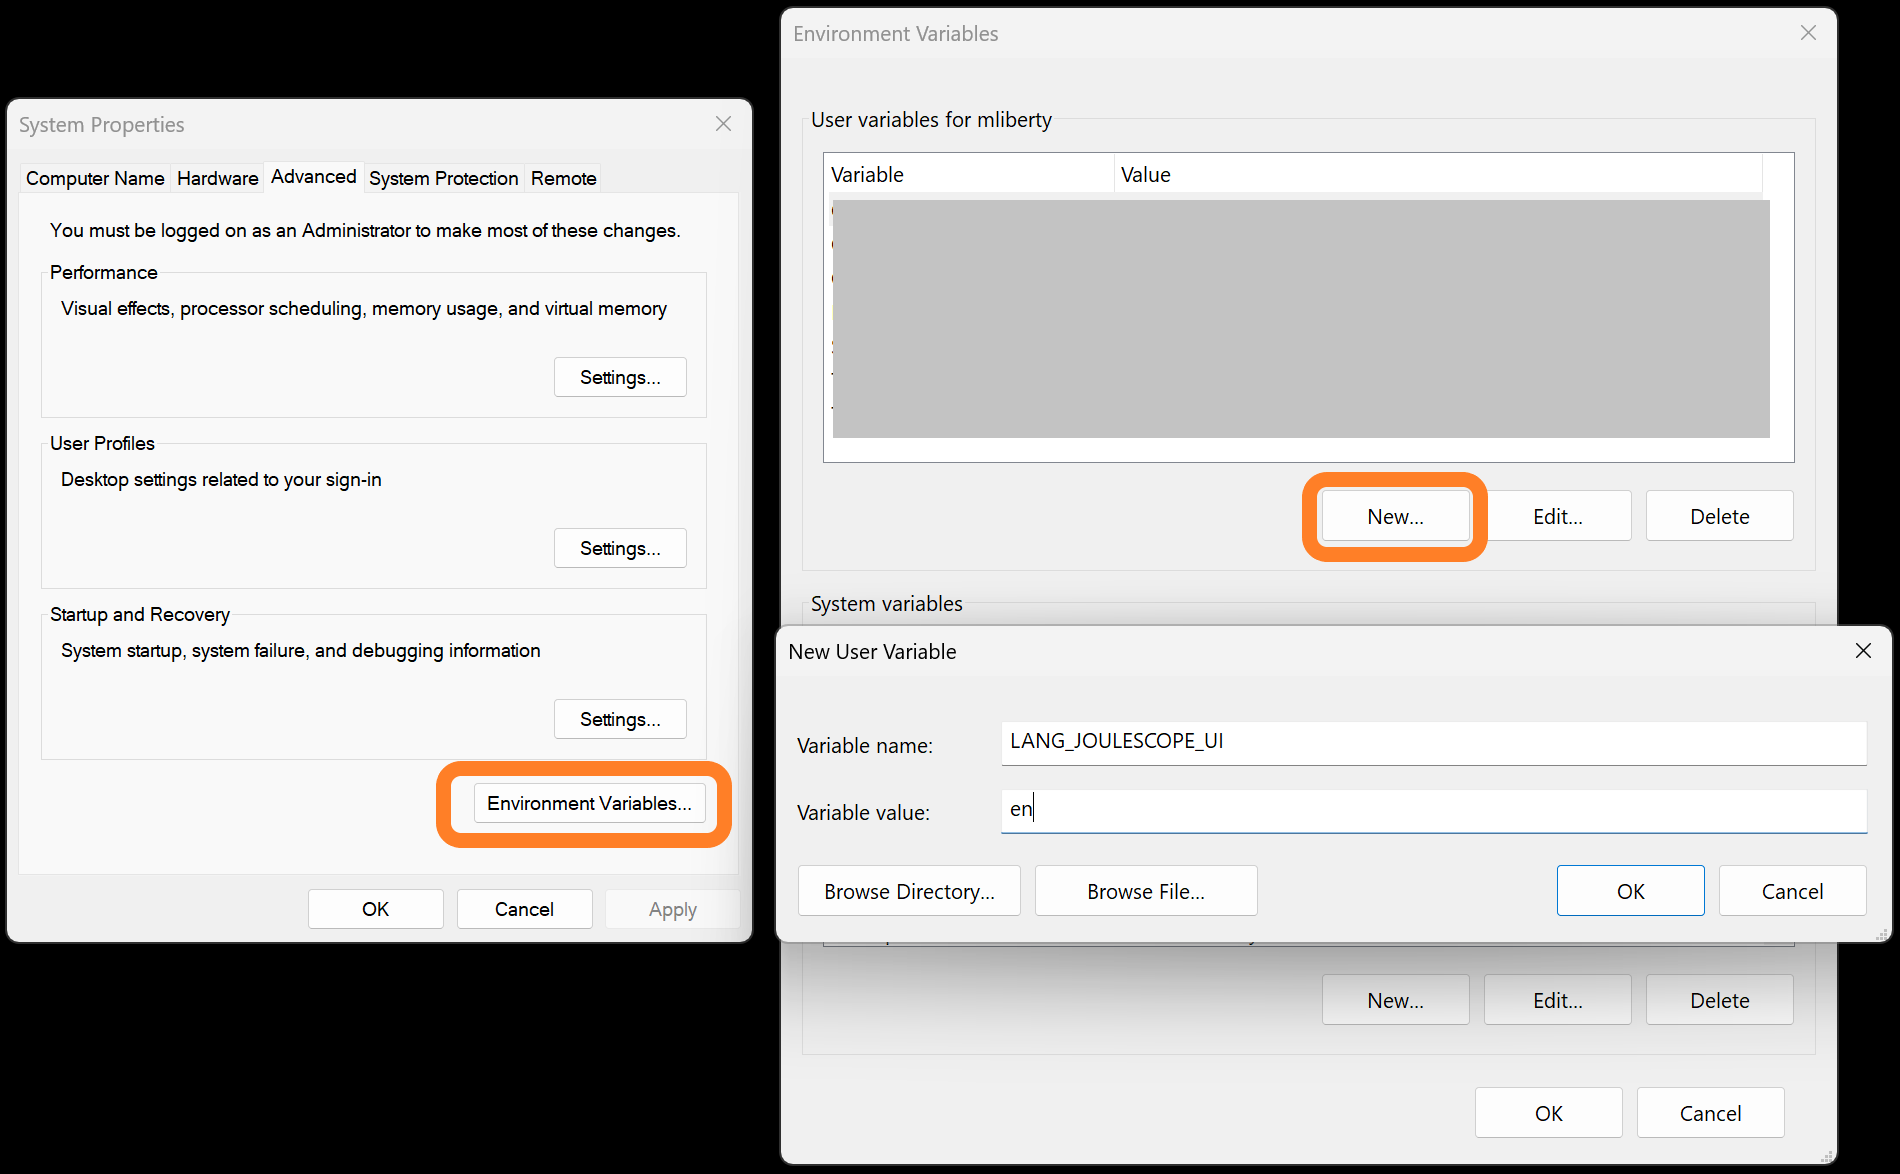 System Properties
Computer Name Hardware Advanced System Protection Remote
You must be logged on as an Administrator to make most of these changes.
Performance
Visual effects, processor scheduling, memory usage, and virtual memory
Settings...
User Profiles
Desktop settings related to your sign-in
Settings...
Startup and Recovery
System startup, system failure, and debugging information
Settings...
Environment Variables...
OK Cancel Apply
Environment Variables
User variables for mliberty
Variable Value
New... Edit... Delete
System variables
New User Variable
Variable name: LANG_JOULESCOPE_UI
Variable value: en
Browse Directory... Browse File... OK Cancel
New... Edit... Delete
OK Cancel